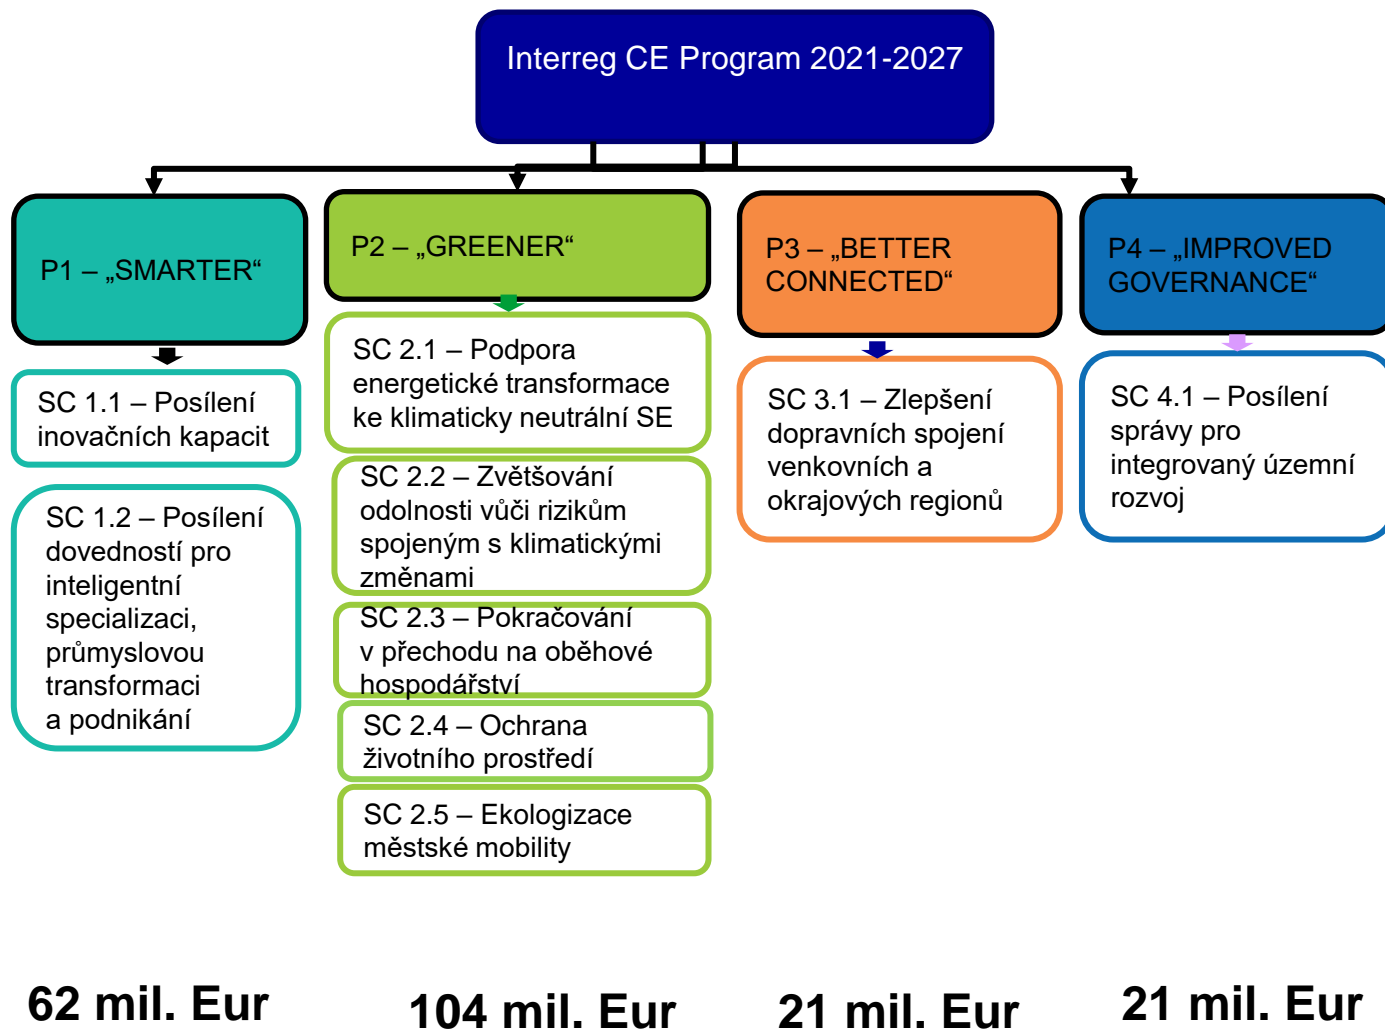 Interreg CE Program 2021-2027
P1 – „SMARTER“
SC 1.1 – Posílení
inovačních kapacit
SC 1.2 – Posílení
dovedností pro
inteligentní
specializaci,
průmyslovou
transformaci
a podnikání
62 mil. Eur
P2 – „GREENER“
SC 2.1 – Podpora
energetické transformace
ke klimaticky neutrální SE
SC 2.2 – Zvětšování
odolnosti vůči rizikům
spojeným s klimatickými
změnami
SC 2.3 – Pokračování
v přechodu na oběhové
hospodářství
SC 2.4 – Ochrana
životního prostředí
SC 2.5 – Ekologizace
městské mobility
104 mil. Eur
P3 – „BETTER
CONNECTED“
SC 3.1 – Zlepšení
dopravních spojení
venkovních a
okrajových regionů
21 mil. Eur
P4 – „IMPROVED
GOVERNANCE“
SC 4.1 – Posílení
správy pro
integrovaný územní
rozvoj
21 mil. Eur